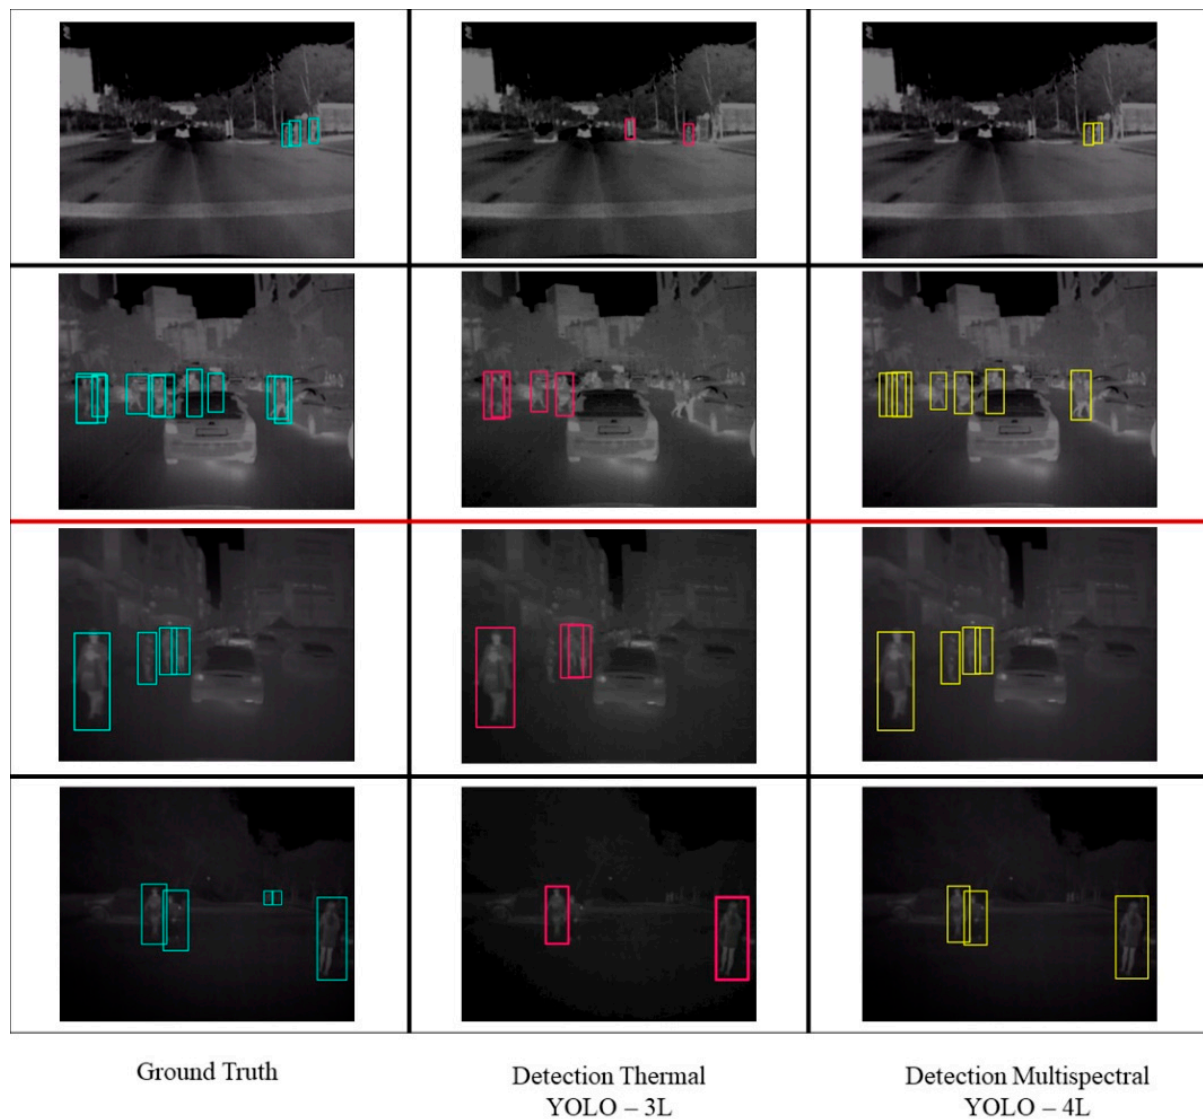 Ground Truth
Detection Thermal
YOLO – 3L
Detection Multispectral
YOLO – 4L